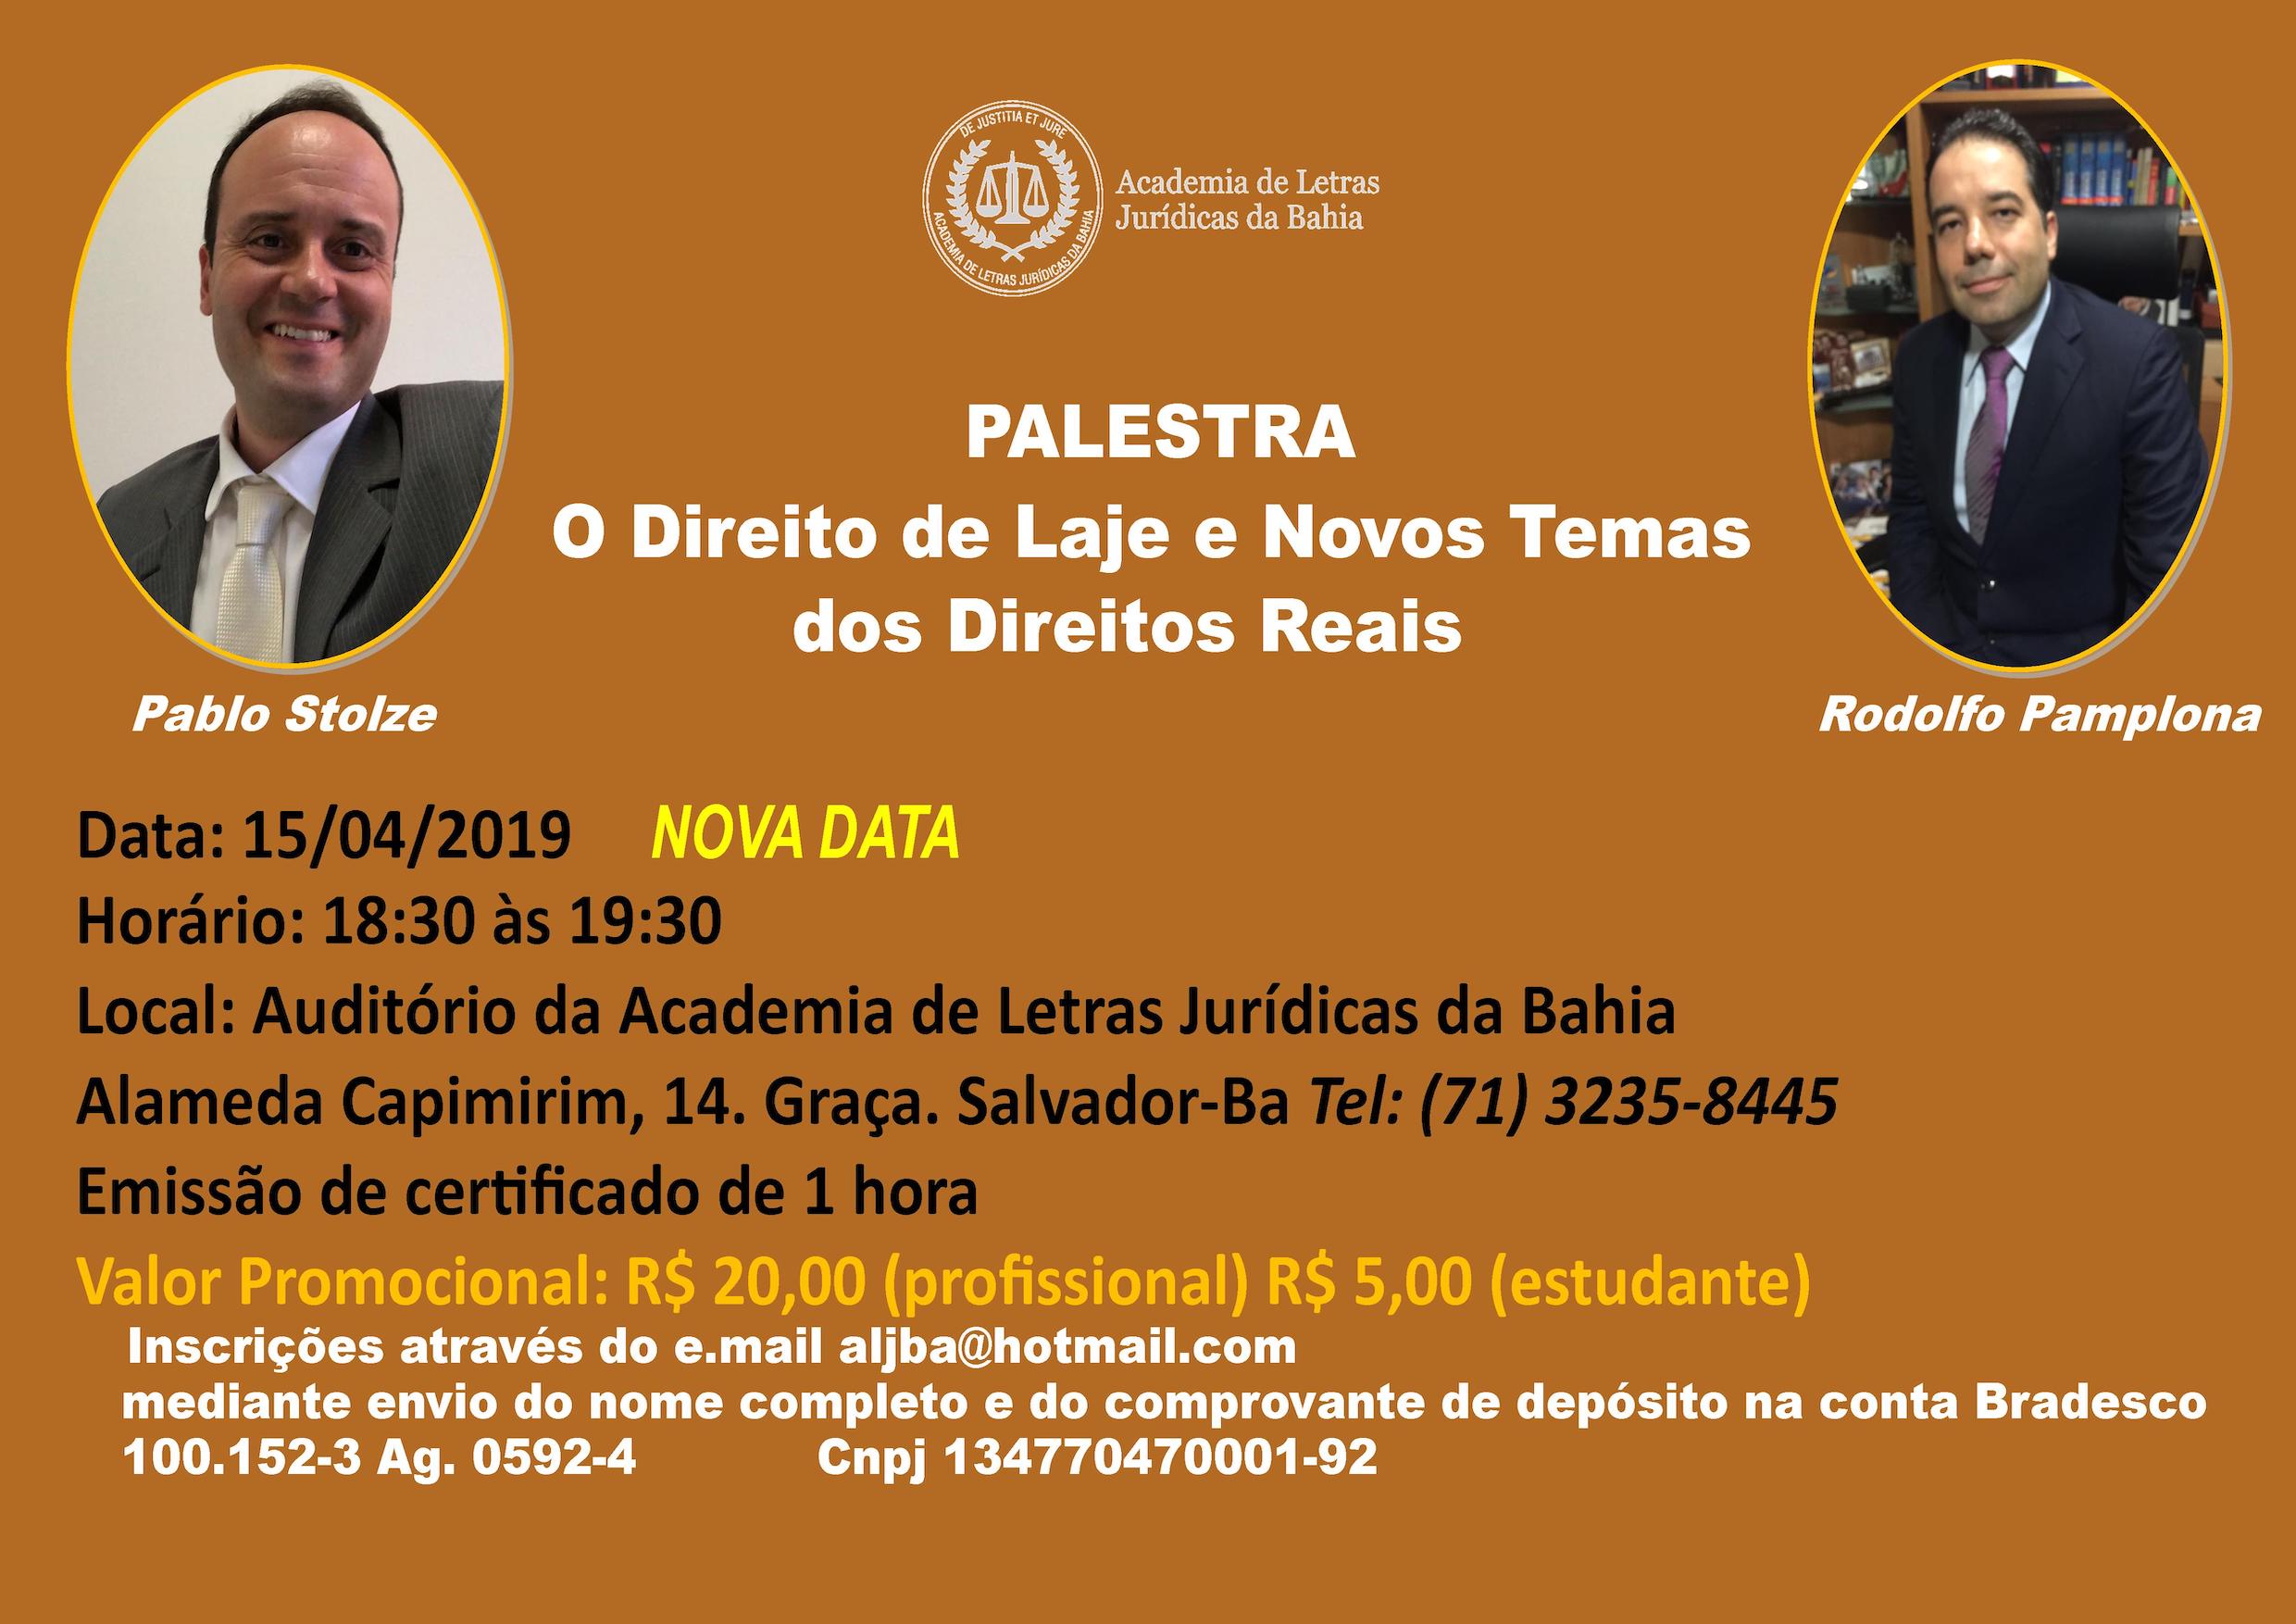 DE JUSTITIA ET JURE
ACADEMIA DE LETRAS JURÍDICAS DA BAHIA
Academia de Letras
Jurídicas da Bahia
PALESTRA
O Direito de Laje e Novos Temas
dos Direitos Reais
Pablo Stolze
Rodolfo Pamplona
Data: 15/04/2019 NOVA DATA
Horário: 18:30 às 19:30
Local: Auditório da Academia de Letras Jurídicas da Bahia
Alameda Capimirim, 14. Graça. Salvador-Ba Tel: (71) 3235-8445
Emissão de certificado de 1 hora
Valor Promocional: R$ 20,00 (profissional) R$ 5,00 (estudante)
Inscrições através do e.mail aljba@hotmail.com
mediante envio do nome completo e do comprovante de depósito na conta Bradesco
100.152-3 Ag. 0592-4 Cnpj 134770470001-92